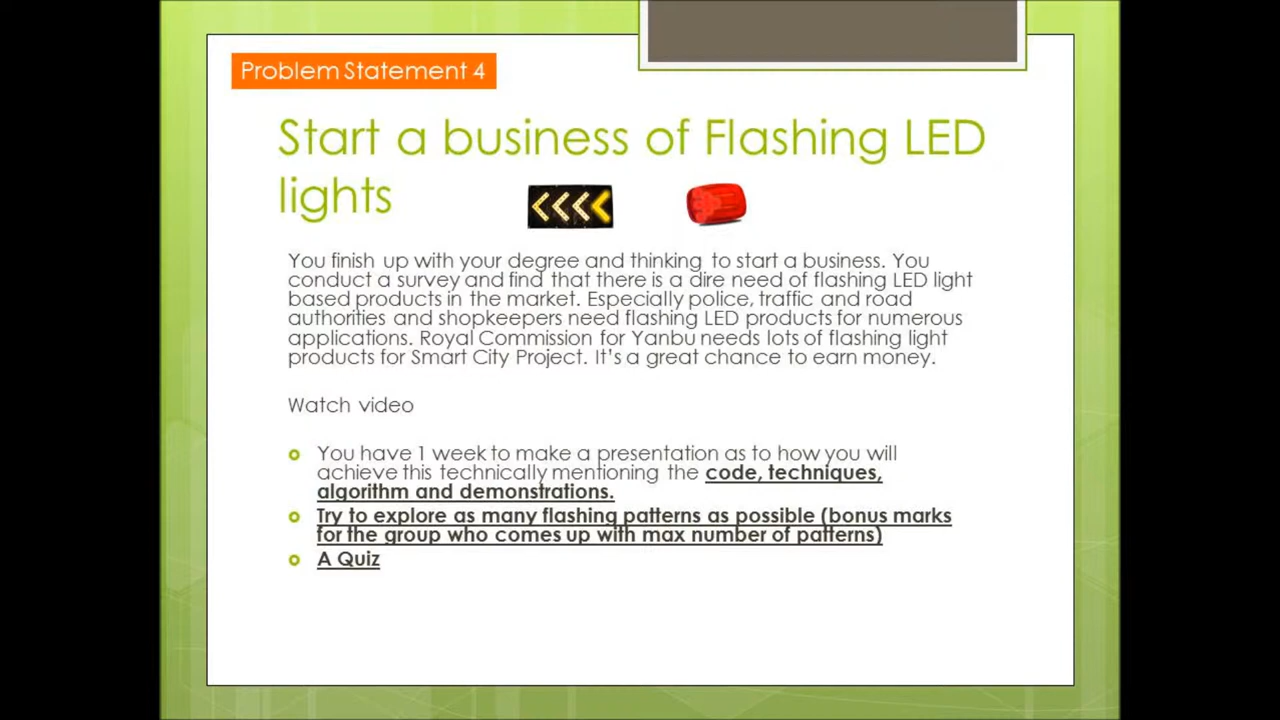 Problem Statement 4
Start a business of Flashing LED
lights
You finish up with your degree and thinking to start a business. You
conduct a survey and find that there is a dire need of flashing LED light
based products in the market. Especially police, traffic and road
authorities and shopkeepers need flashing LED products for numerous
applications. Royal Commission for Yanbu needs lots of flashing light
products for Smart City Project. It's a great chance to earn money.
Watch video
You have 1 week to make a presentation as to how you will
achieve this technically mentioning the code, techniques,
algorithm and demonstrations.
Try to explore as many flashing patterns as possible (bonus marks
for the group who comes up with max number of patterns)
A Quiz